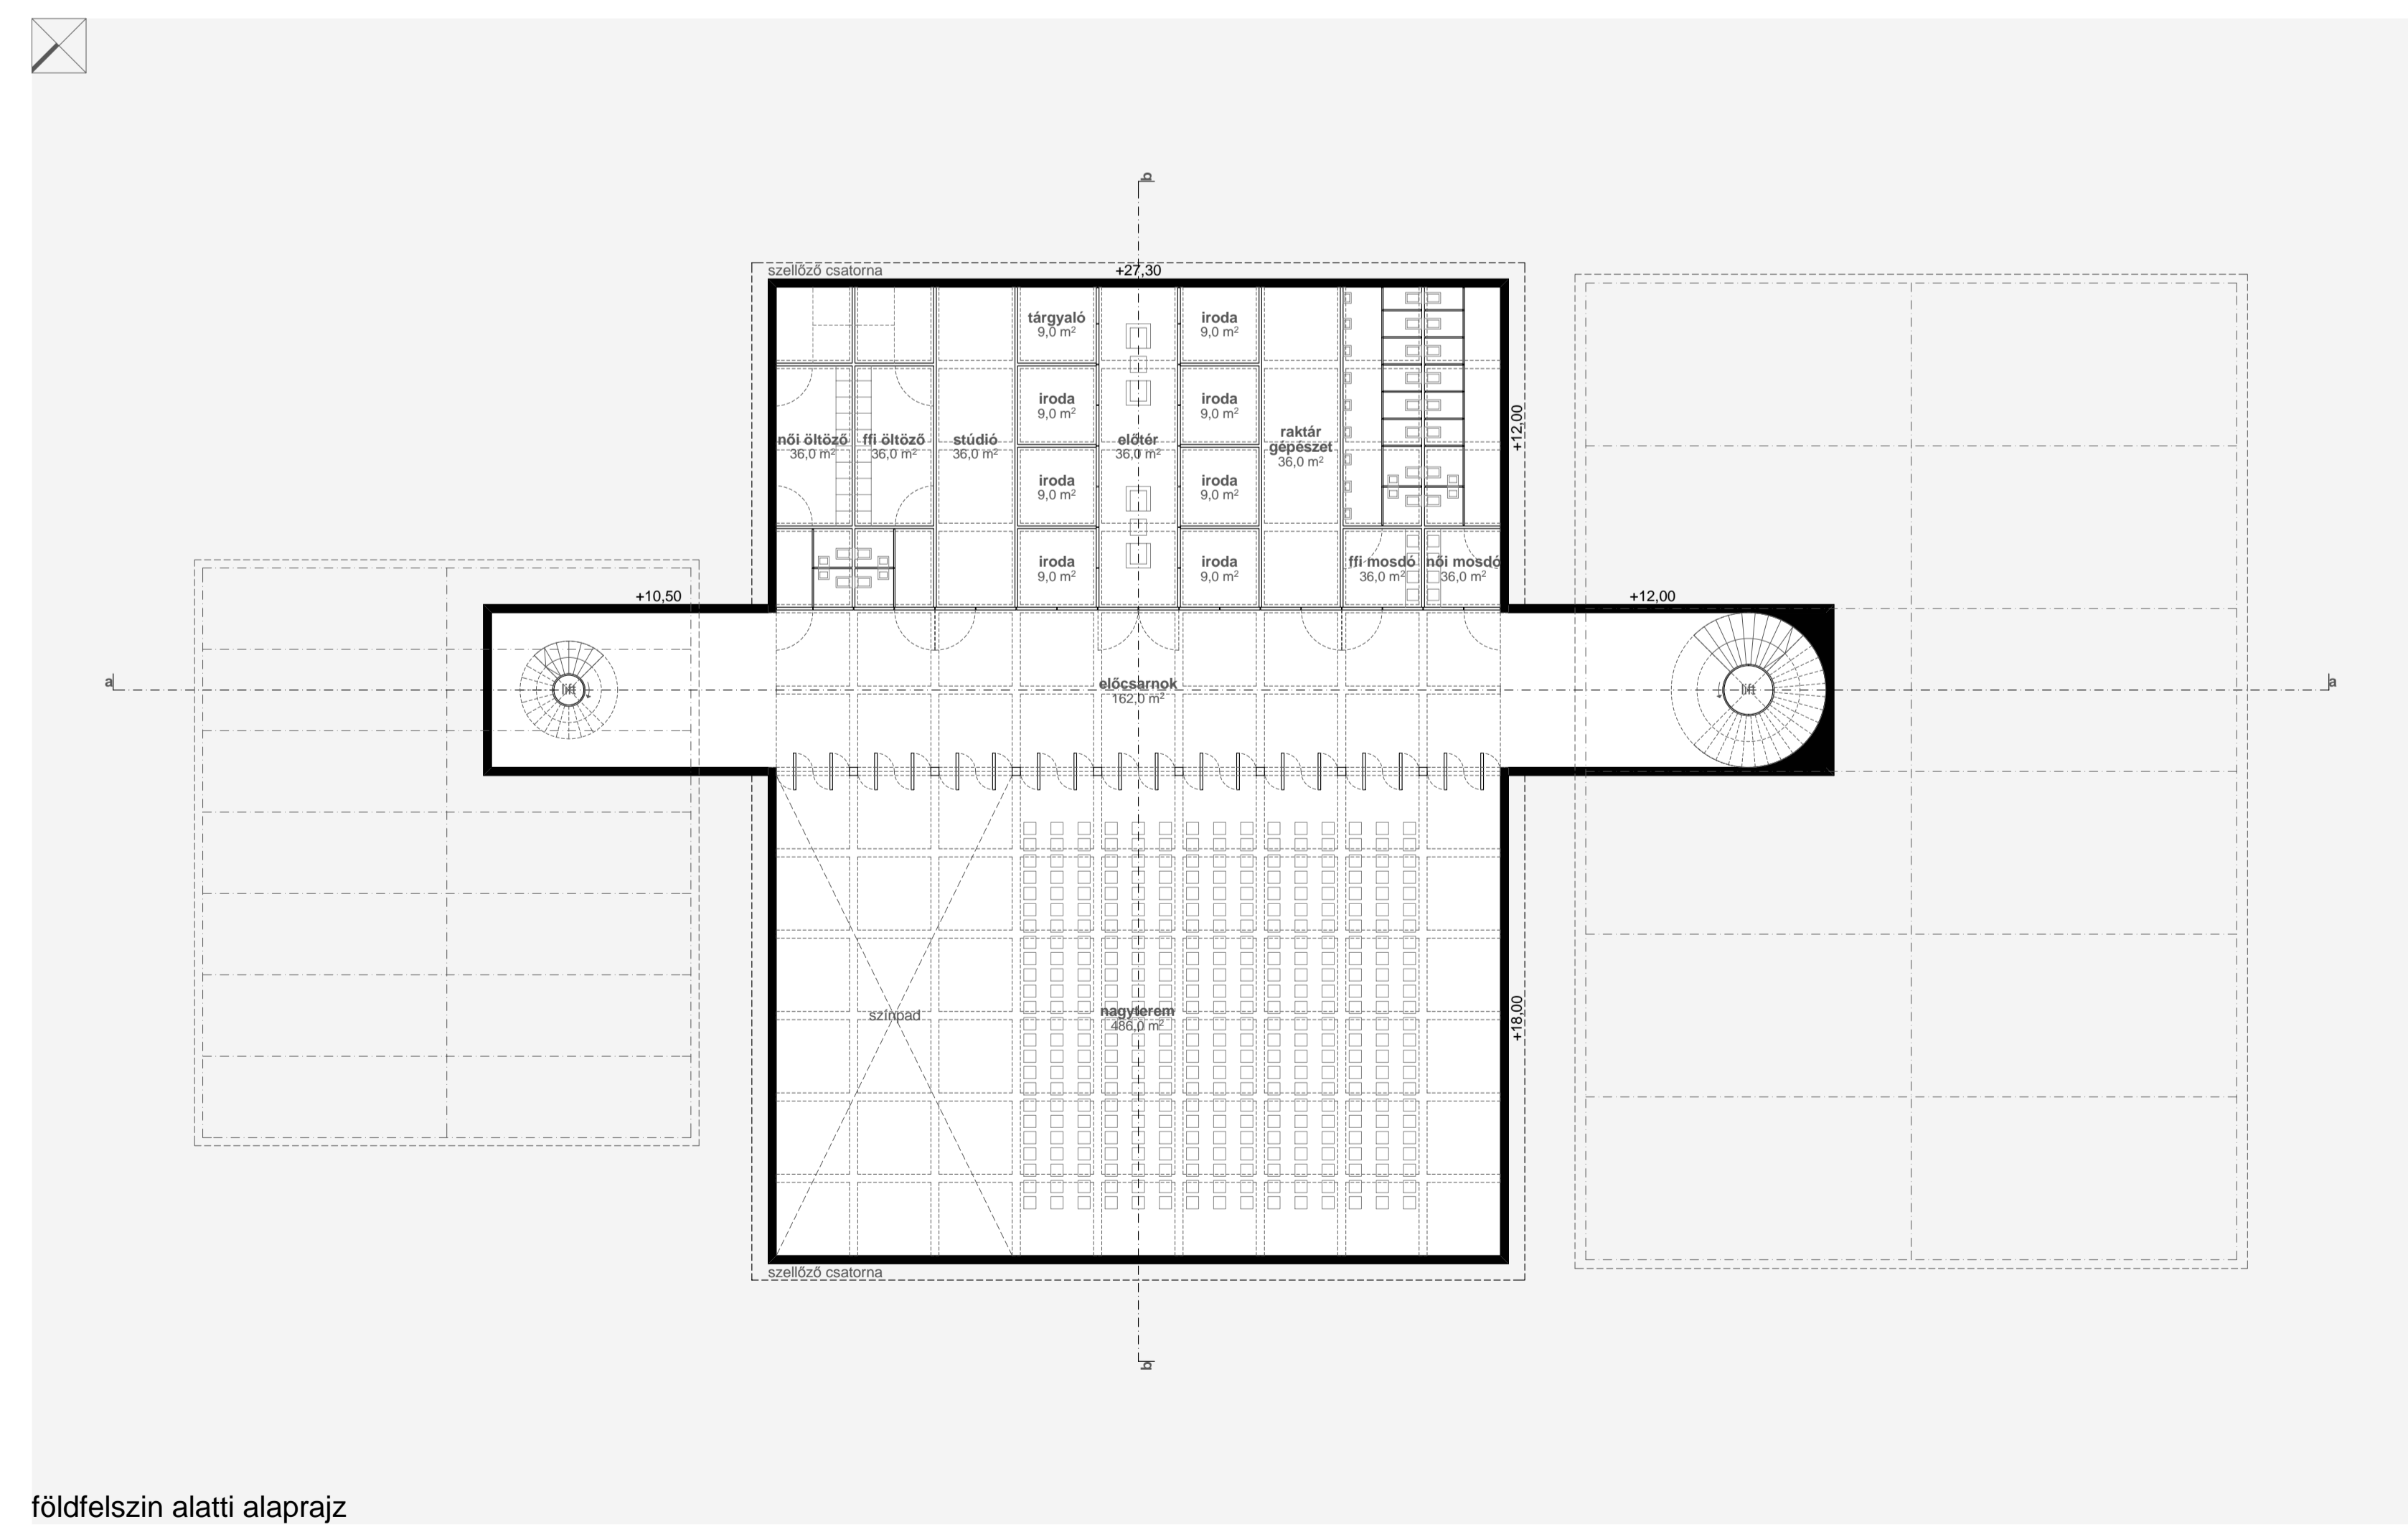 b
szellőző csatorna
+27,30
tárgyaló
9,0 m²
iroda
9,0 m²
iroda
9,0 m²
iroda
9,0 m²
+12,00
női öltöző
36,0 m²
ffi öltöző
36,0 m²
stúdió
36,0 m²
előtér
36,0 m²
raktár
gépészet
36,0 m²
iroda
9,0 m²
iroda
9,0 m²
iroda
9,0 m²
iroda
9,0 m²
ffi mosdó
36,0 m²
női mosdó
36,0 m²
+10,50
+12,00
a
lift
előcsarnok
162,0 m²
lift
a
színpad
nagyterem
486,0 m²
+18,00
szellőző csatorna
b
földfelszin alatti alaprajz